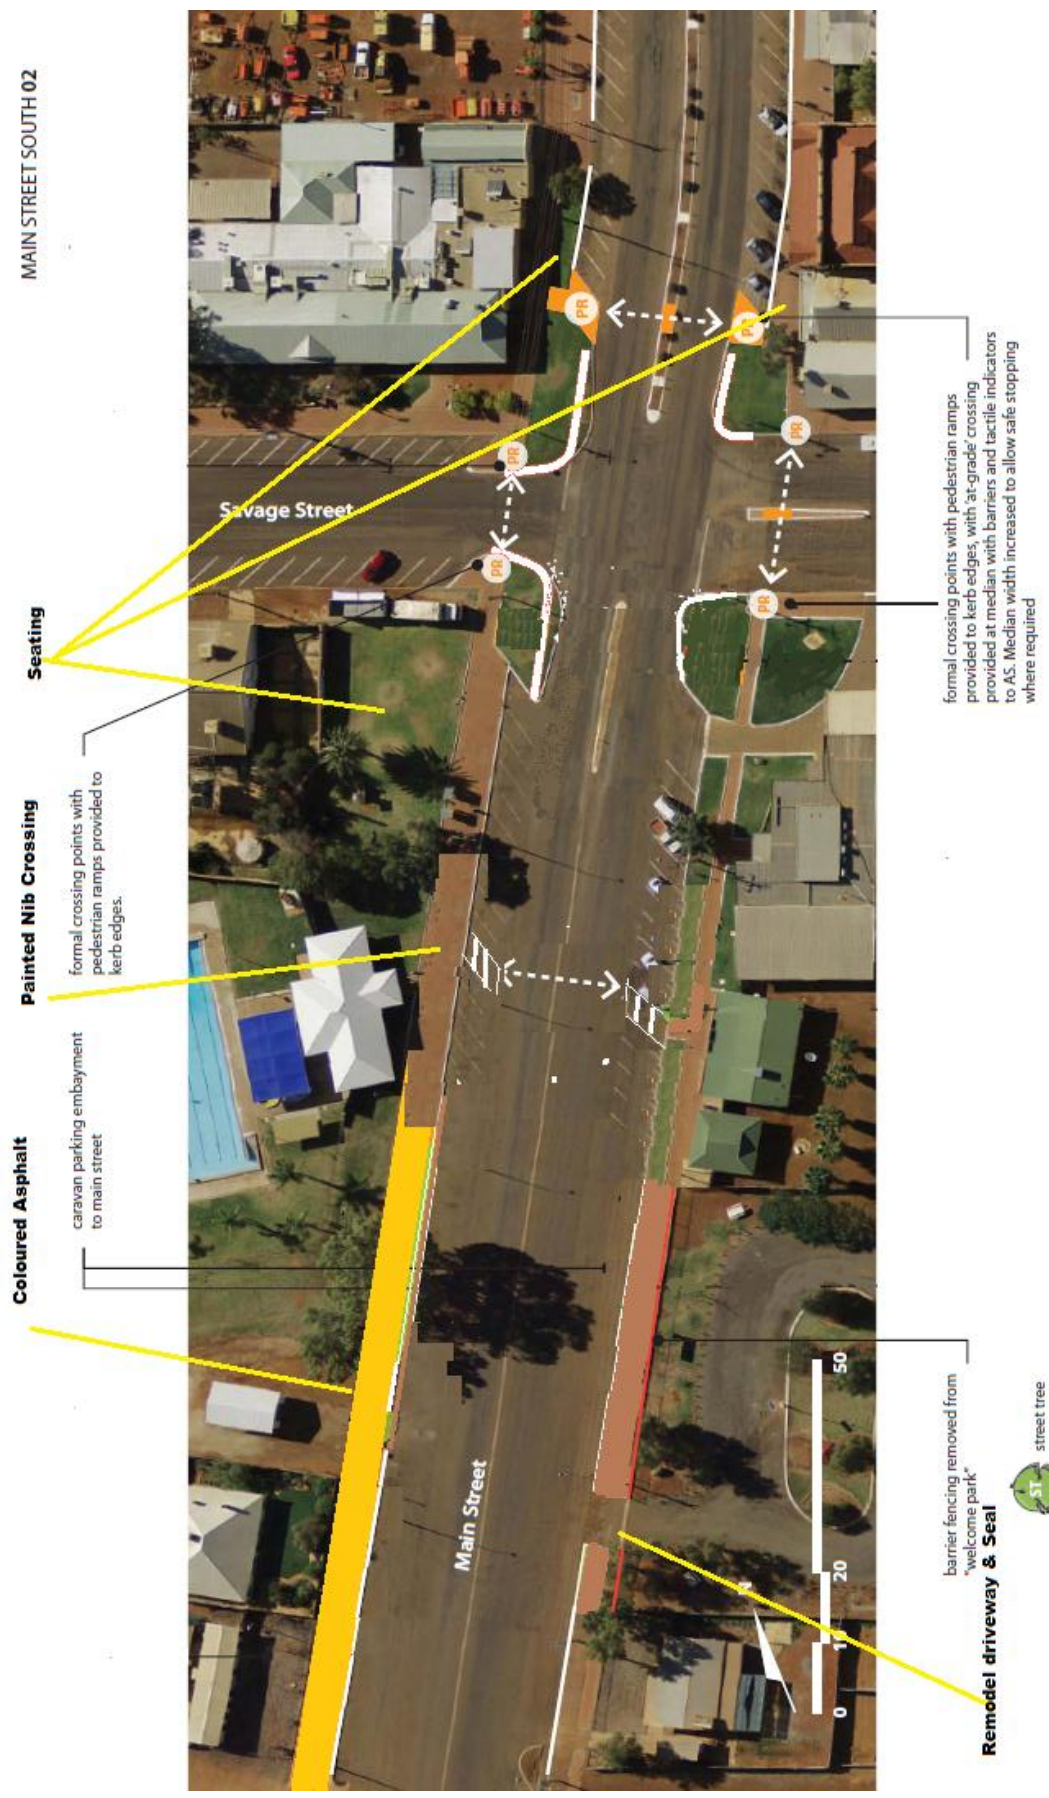 MAIN STREET SOUTH 02
Seating
Painted Nib Crossing
formal crossing points with
pedestrian ramps provided to
kerb edges.
Coloured Asphalt
caravan parking embayment
to main street
PR
PR
PR
PR
PR
PR
Savage Street
Main Street
formal crossing points with pedestrian ramps
provided to kerb edges, with 'at-grade' crossing
provided at median with barriers and tactile indicators
to AS. Median width increased to allow safe stopping
where required
barrier fencing removed from
"welcome park"
Remodel driveway & Seal
N
0 10 20 50
ST street tree